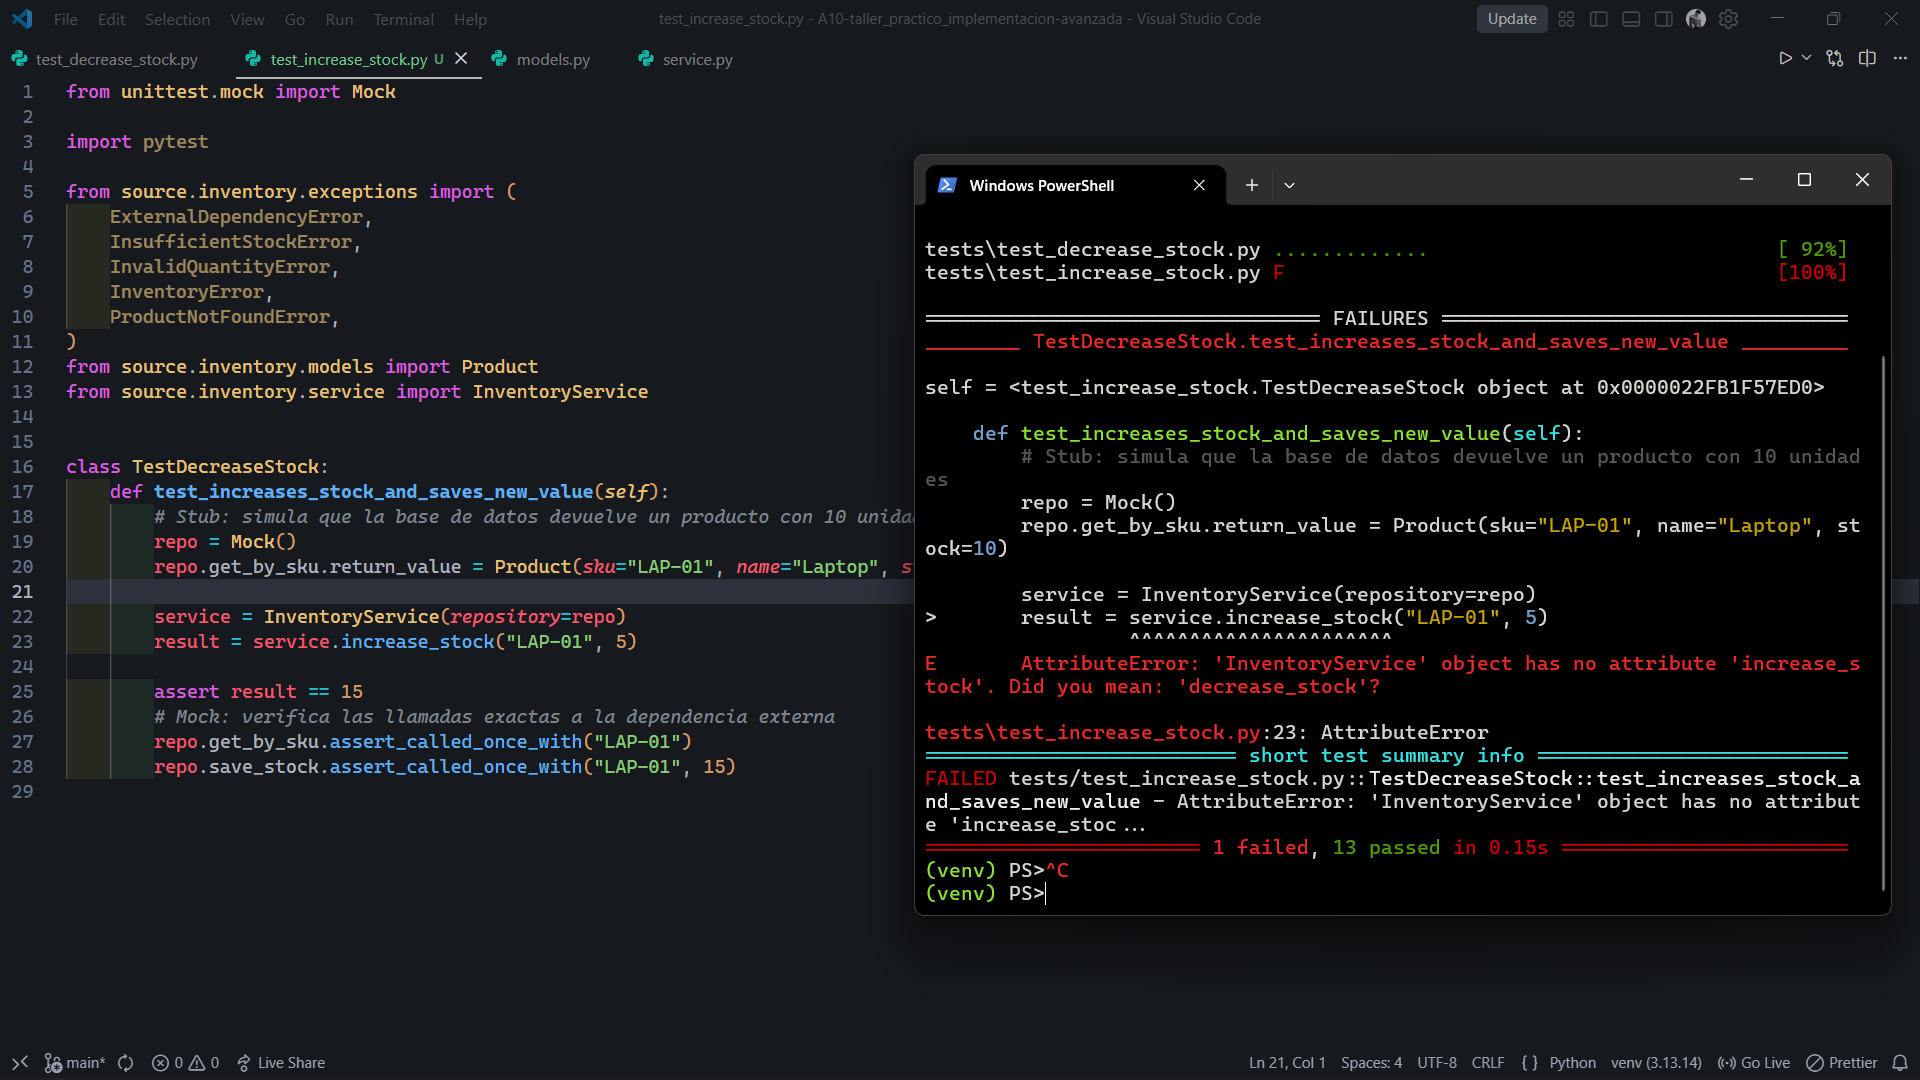 File Edit Selection View Go Run Terminal Help
test_increase_stock.py - A10-taller_practico_implementacion-avanzada - Visual Studio Code
Update
test_decrease_stock.py
test_increase_stock.py U
models.py
service.py
1 from unittest.mock import Mock
2
3 import pytest
4
5 from source.inventory.exceptions import (
6 ExternalDependencyError,
7 InsufficientStockError,
8 InvalidQuantityError,
9 InventoryError,
10 ProductNotFoundError,
11 )
12 from source.inventory.models import Product
13 from source.inventory.service import InventoryService
14
15
16 class TestDecreaseStock:
17 def test_increases_stock_and_saves_new_value(self):
18 # Stub: simula que la base de datos devuelve un producto con 10 unida
19 repo = Mock()
20 repo.get_by_sku.return_value = Product(sku="LAP-01", name="Laptop", s
21
22 service = InventoryService(repository=repo)
23 result = service.increase_stock("LAP-01", 5)
24
25 assert result == 15
26 # Mock: verifica las llamadas exactas a la dependencia externa
27 repo.get_by_sku.assert_called_once_with("LAP-01")
28 repo.save_stock.assert_called_once_with("LAP-01", 15)
29
Windows PowerShell
tests\test_decrease_stock.py ............. [ 92%]
tests\test_increase_stock.py F [100%]
FAILURES
TestDecreaseStock.test_increases_stock_and_saves_new_value
self = <test_increase_stock.TestDecreaseStock object at 0x0000022FB1F57ED0>
def test_increases_stock_and_saves_new_value(self):
# Stub: simula que la base de datos devuelve un producto con 10 unidad
es
repo = Mock()
repo.get_by_sku.return_value = Product(sku="LAP-01", name="Laptop", st
ock=10)
service = InventoryService(repository=repo)
> result = service.increase_stock("LAP-01", 5)
^^^^^^^^^^^^^^^^^^^^^^
E AttributeError: 'InventoryService' object has no attribute 'increase_s
tock'. Did you mean: 'decrease_stock'?
tests\test_increase_stock.py:23: AttributeError
short test summary info
FAILED tests/test_increase_stock.py::TestDecreaseStock::test_increases_stock_a
nd_saves_new_value - AttributeError: 'InventoryService' object has no attribut
e 'increase_stoc...
1 failed, 13 passed in 0.15s
(venv) PS>^C
(venv) PS>
main* 0 0 Live Share
Ln 21, Col 1 Spaces: 4 UTF-8 CRLF { } Python venv (3.13.14) Go Live Prettier